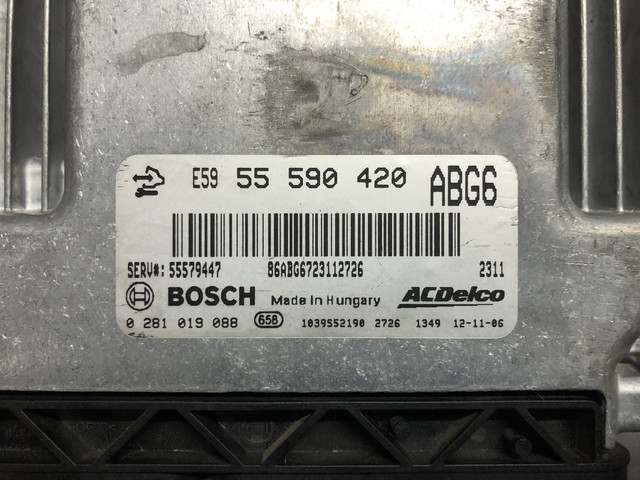 E59 55 590 420 ABG6
SERV#: 55579447 86ABG6723112726 2311
BOSCH Made In Hungary ACDelco
0 281 019 088 658 1039S52190 2726 1349 12-11-06